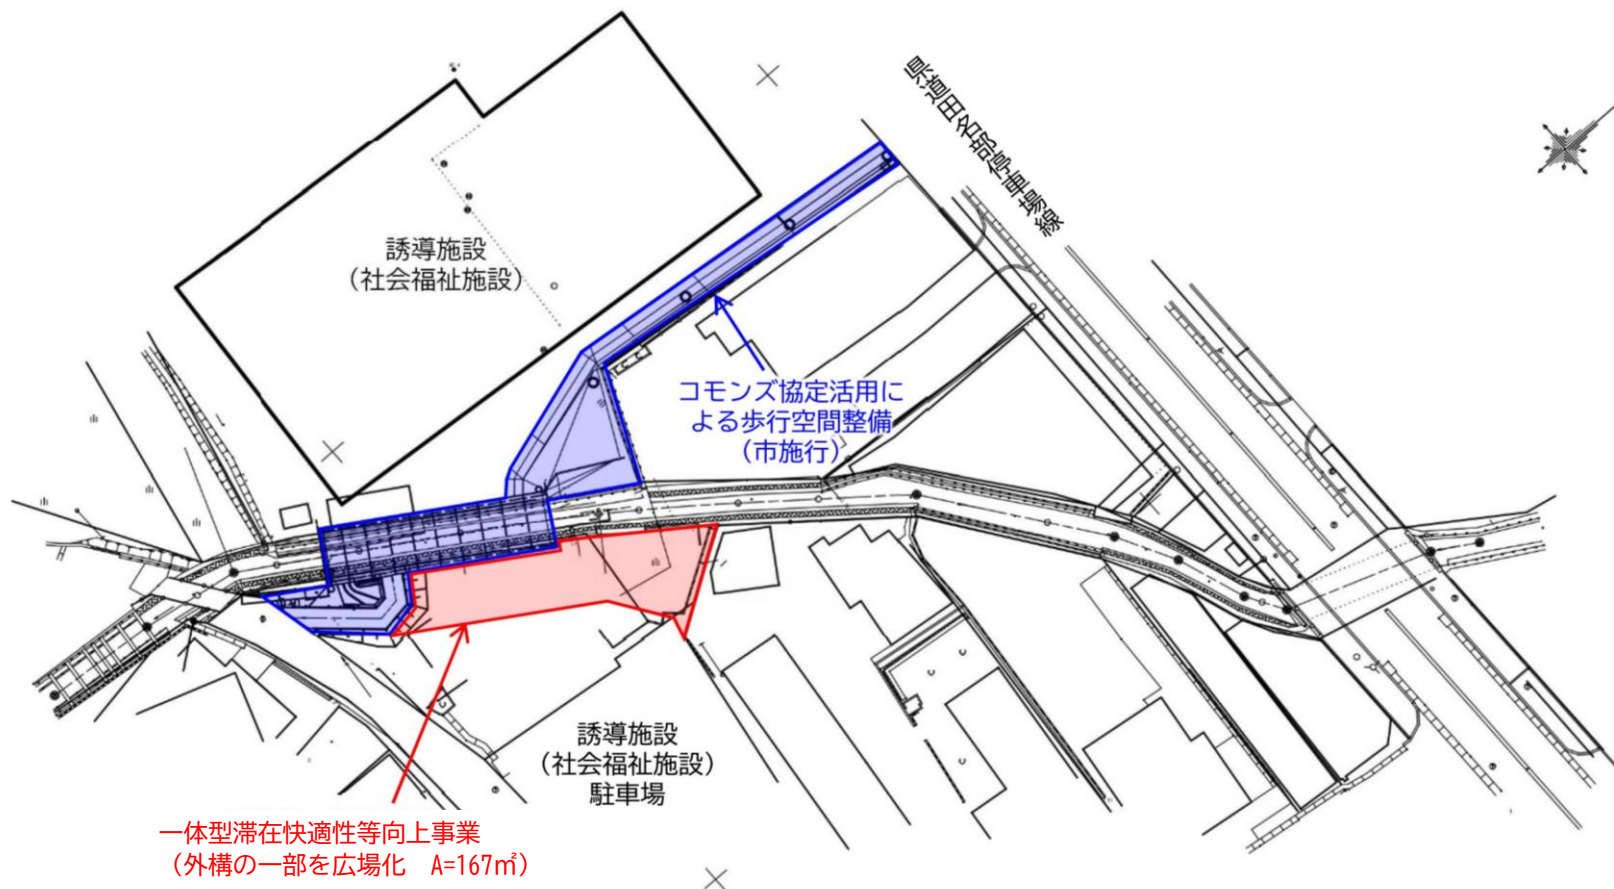 県道田名部停車場線
誘導施設
(社会福祉施設)
コモンズ協定活用に
よる歩行空間整備
(市施行)
誘導施設
(社会福祉施設)
駐車場
一体型滞在快適性等向上事業
(外構の一部を広場化　A=167㎡)